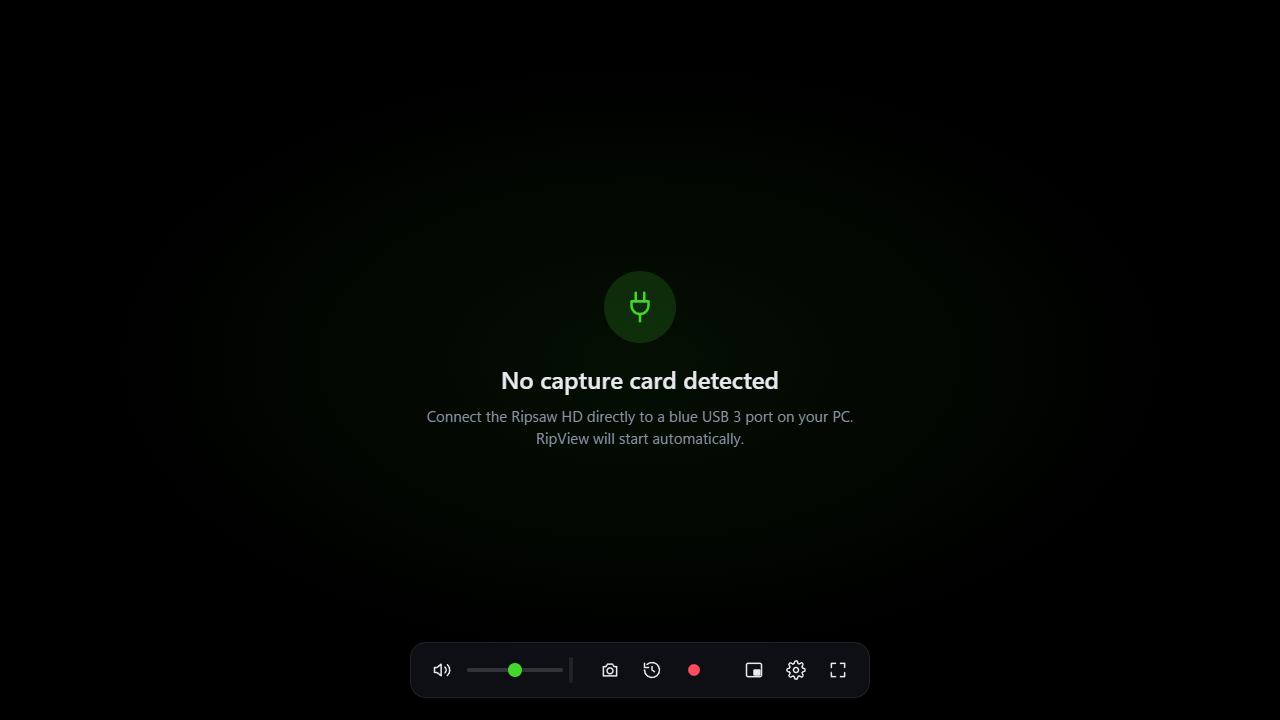 No capture card detected
Connect the Ripsaw HD directly to a blue USB 3 port on your PC.
RipView will start automatically.